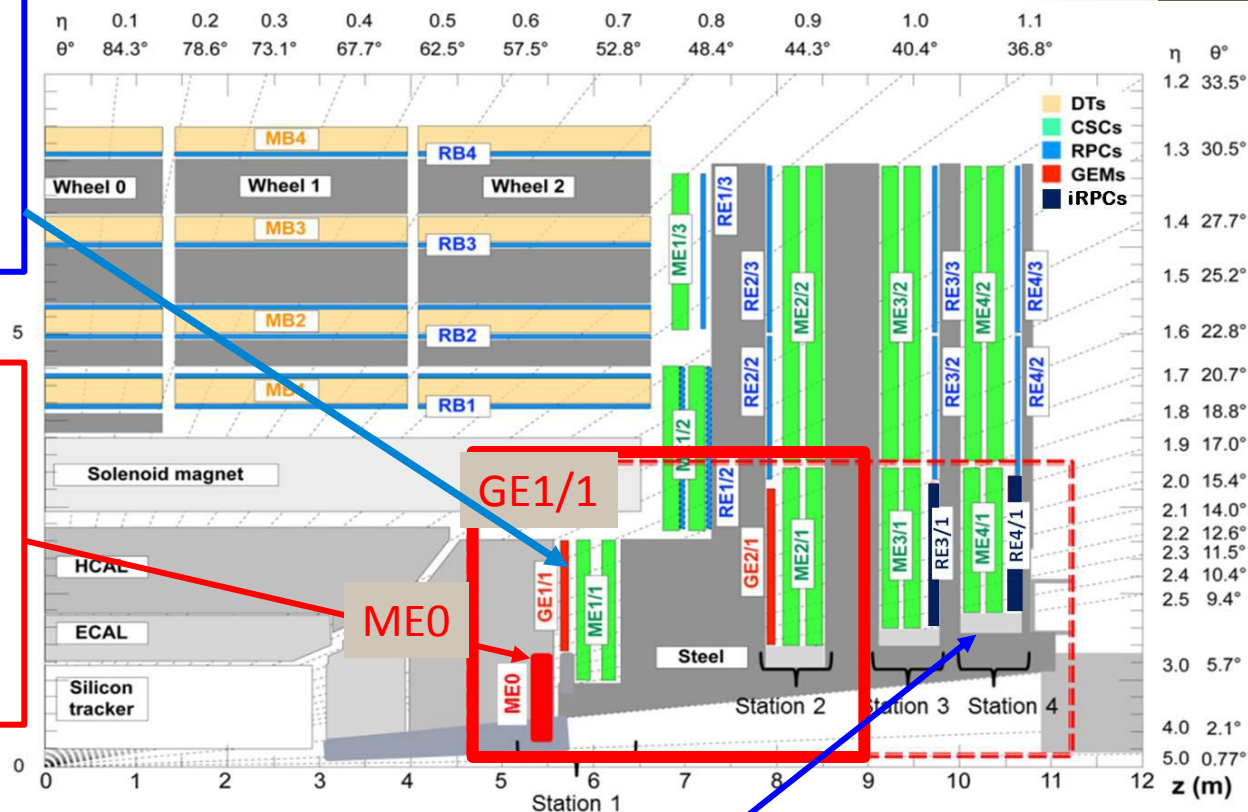 η 0.1 0.2 0.3 0.4 0.5 0.6 0.7 0.8 0.9 1.0 1.1
θ° 84.3° 78.6° 73.1° 67.7° 62.5° 57.5° 52.8° 48.4° 44.3° 40.4° 36.8°
η θ°
1.2 33.5°
1.3 30.5°
1.4 27.7°
1.5 25.2°
1.6 22.8°
1.7 20.7°
1.8 18.8°
1.9 17.0°
2.0 15.4°
2.1 14.0°
2.2 12.6°
2.3 11.5°
2.4 10.4°
2.5 9.4°
3.0 5.7°
4.0 2.1°
5.0 0.77°
DTs
CSCs
RPCs
GEMs
iRPCs
MB4
RB4
Wheel 0
Wheel 1
Wheel 2
MB3
RB3
MB2
RB2
RB1
5
0
ME1/3
RE1/3
RE2/3
ME2/2
ME3/2
RE3/3
ME4/2
RE4/3
RE2/2
RE3/2
RE4/2
RE1/2
Solenoid magnet
GE1/1
HCAL
ECAL
Silicon
tracker
ME0
GE1/1
ME1/1
ME0
GE2/1
ME2/1
ME3/1
RE3/1
ME4/1
RE4/1
Steel
Station 2
Station 3
Station 4
0 1 2 3 4 5 6 7 8 9 10 11 12
z (m)
Station 1